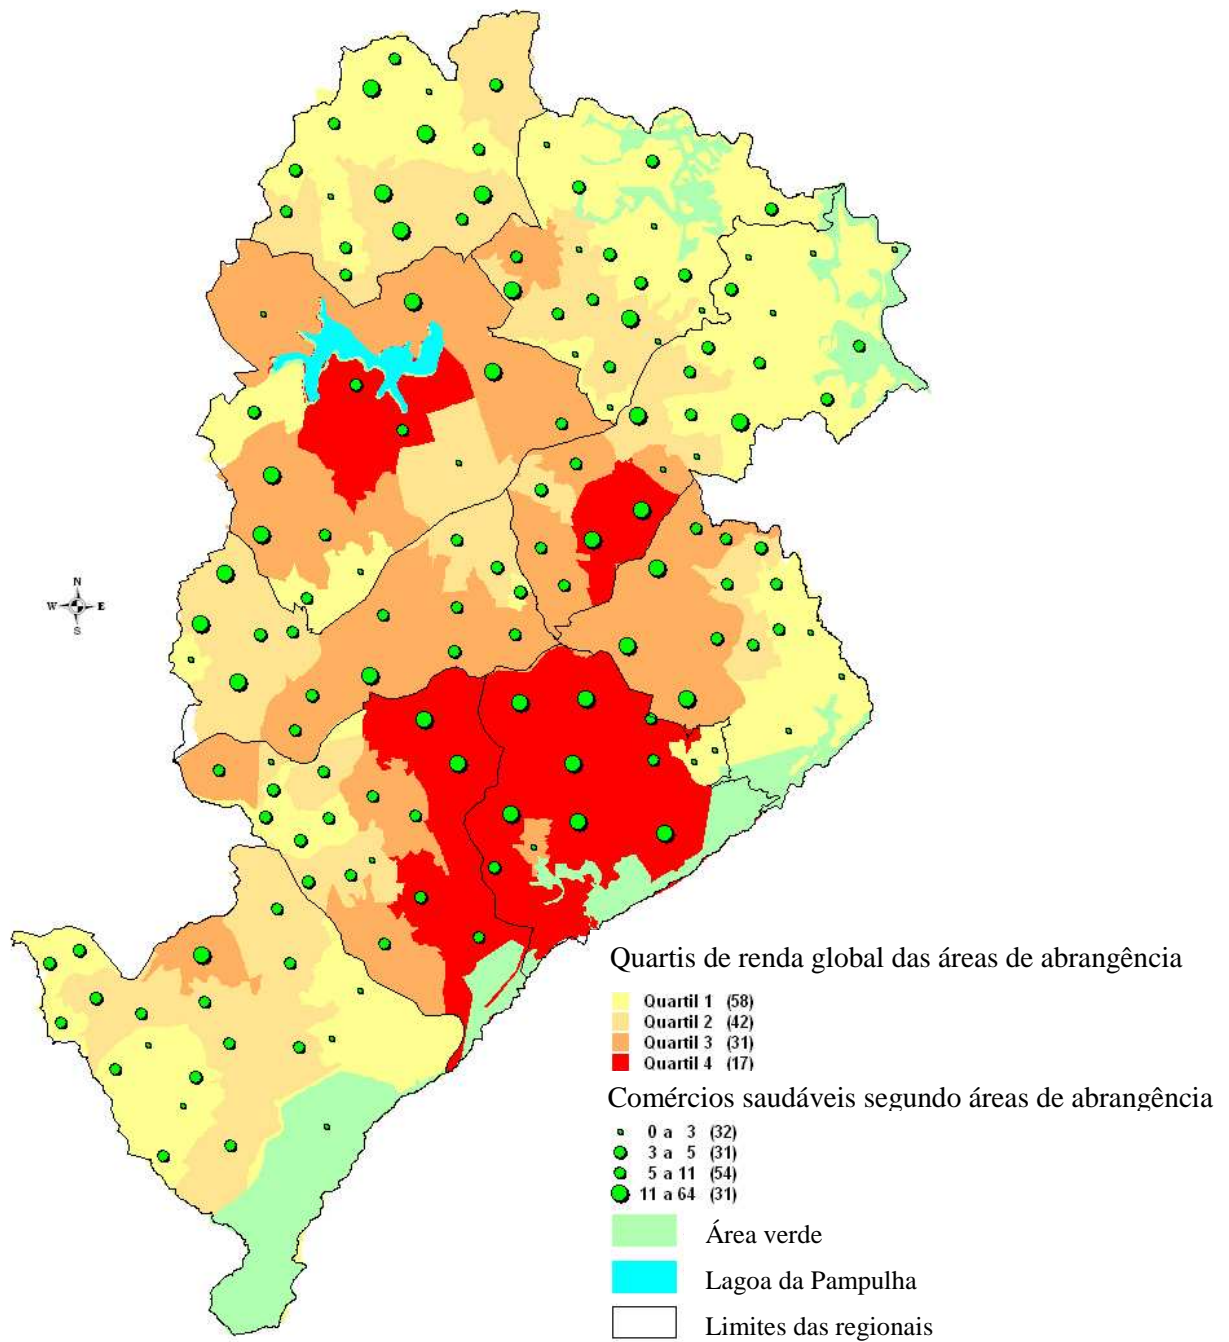 N
W E
S
Quartis de renda global das áreas de abrangência
Quartil 1 (58)
Quartil 2 (42)
Quartil 3 (31)
Quartil 4 (17)
Comércios saudáveis segundo áreas de abrangência
0 a 3 (32)
3 a 5 (31)
5 a 11 (54)
11 a 64 (31)
Área verde
Lagoa da Pampulha
Limites das regionais